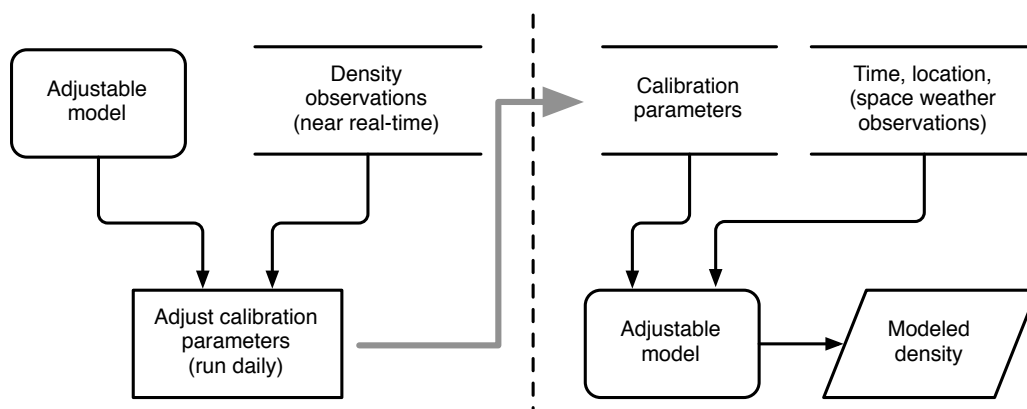 Adjustable
model
Density
observations
(near real-time)
Adjust calibration
parameters
(run daily)
Calibration
parameters
Time, location,
(space weather
observations)
Adjustable
model
Modeled
density